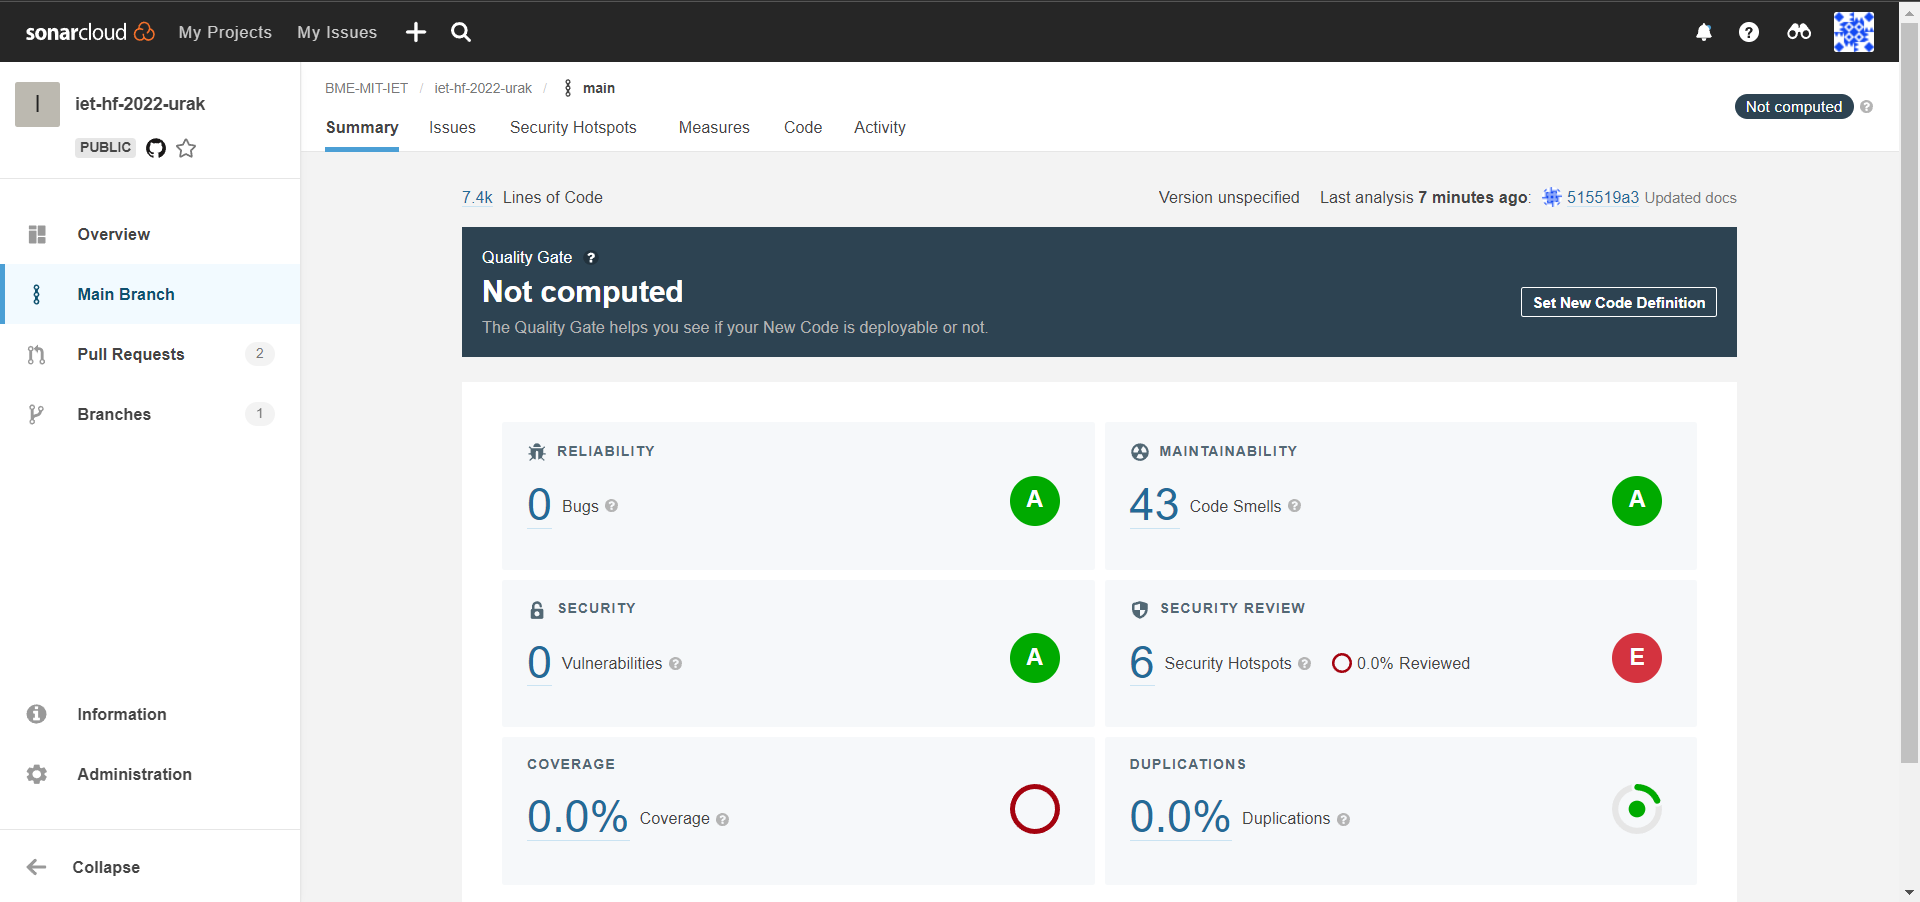 sonarcloud My Projects My Issues
I iet-hf-2022-urak
PUBLIC
Overview
Main Branch
Pull Requests 2
Branches 1
Information
Administration
Collapse
BME-MIT-IET / iet-hf-2022-urak / main
Not computed
Summary Issues Security Hotspots Measures Code Activity
7.4k Lines of Code
Version unspecified Last analysis 7 minutes ago: 515519a3 Updated docs
Quality Gate
Not computed
The Quality Gate helps you see if your New Code is deployable or not.
Set New Code Definition
RELIABILITY
0 Bugs
A
MAINTAINABILITY
43 Code Smells
A
SECURITY
0 Vulnerabilities
A
SECURITY REVIEW
6 Security Hotspots 0.0% Reviewed
E
COVERAGE
0.0% Coverage
DUPLICATIONS
0.0% Duplications